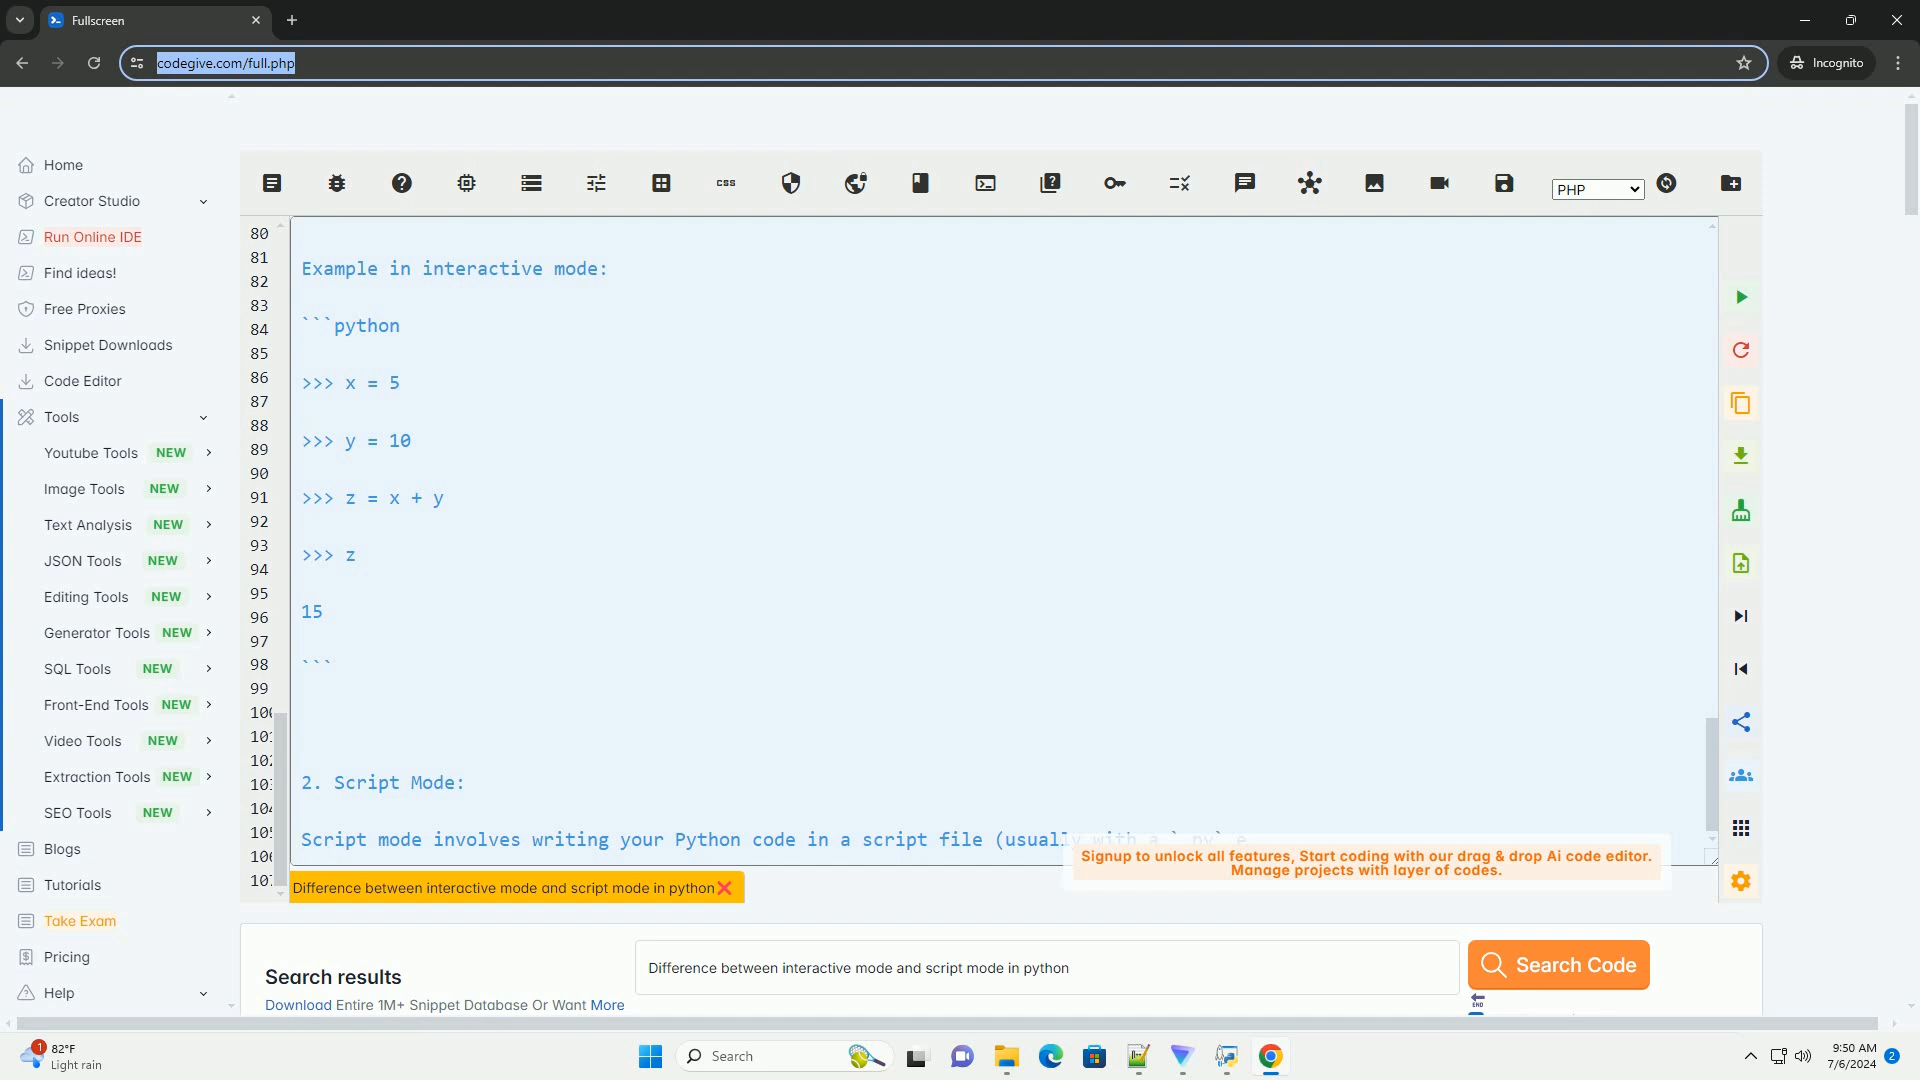 Fullscreen
codegive.com/full.php
Incognito
Home
Creator Studio
Run Online IDE
Find ideas!
Free Proxies
Snippet Downloads
Code Editor
Tools
Youtube Tools NEW
Image Tools NEW
Text Analysis NEW
JSON Tools NEW
Editing Tools NEW
Generator Tools NEW
SQL Tools NEW
Front-End Tools NEW
Video Tools NEW
Extraction Tools NEW
SEO Tools NEW
Blogs
Tutorials
Take Exam
Pricing
Help
css
PHP
80
81
82
83
84
85
86
87
88
89
90
91
92
93
94
95
96
97
98
99
Example in interactive mode:
```python
>>> x = 5
>>> y = 10
>>> z = x + y
>>> z
15
```
2. Script Mode:
Script mode involves writing your Python code in a script file (usually with a `.py` e
Signup to unlock all features, Start coding with our drag & drop Ai code editor.
Manage projects with layer of codes.
Difference between interactive mode and script mode in python
Search results
Download Entire 1M+ Snippet Database Or Want More
Difference between interactive mode and script mode in python
Search Code
END
1
82°F
Light rain
Search
9:50 AM
7/6/2024
2